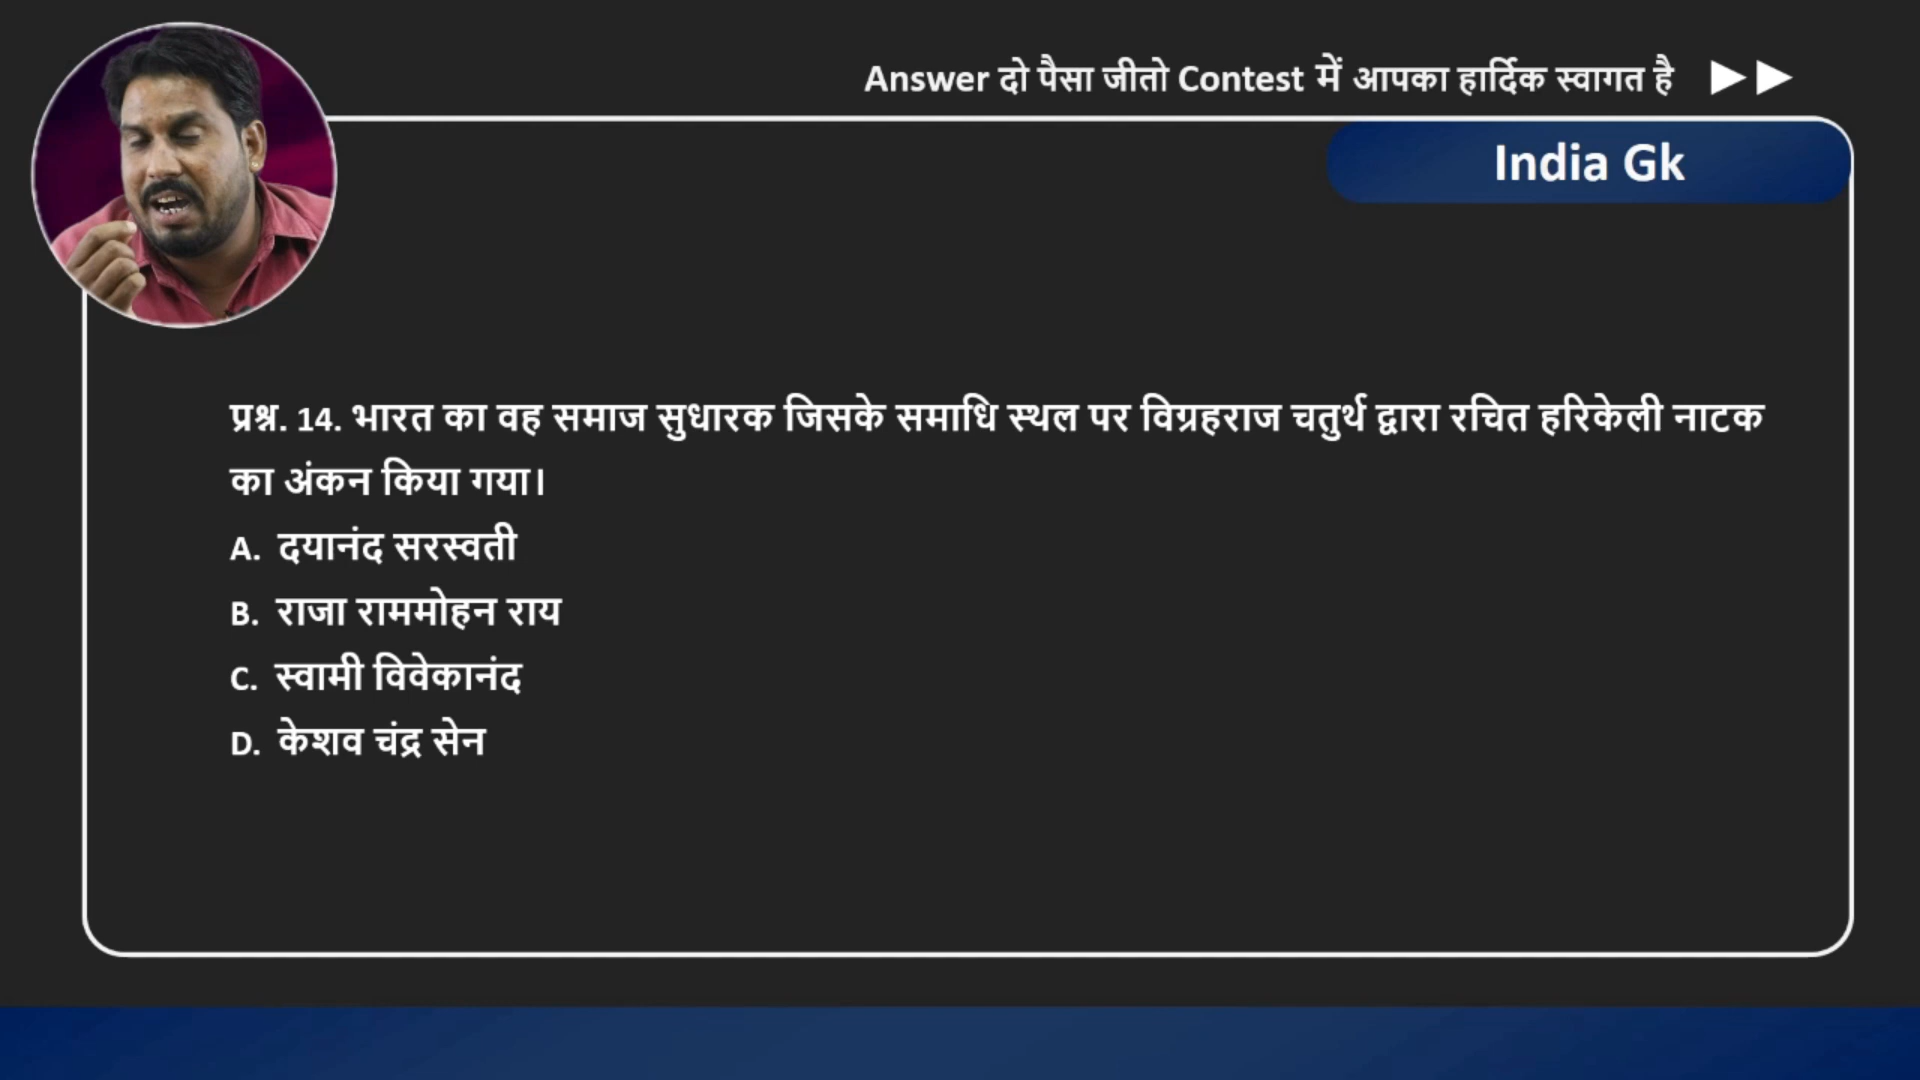 Answer दो पैसा जीतो Contest में आपका हार्दिक स्वागत है
India Gk
प्रश्न. 14. भारत का वह समाज सुधारक जिसके समाधि स्थल पर विग्रहराज चतुर्थ द्वारा रचित हरिकेली नाटक
का अंकन किया गया।
A. दयानंद सरस्वती
B. राजा राममोहन राय
C. स्वामी विवेकानंद
D. केशव चंद्र सेन